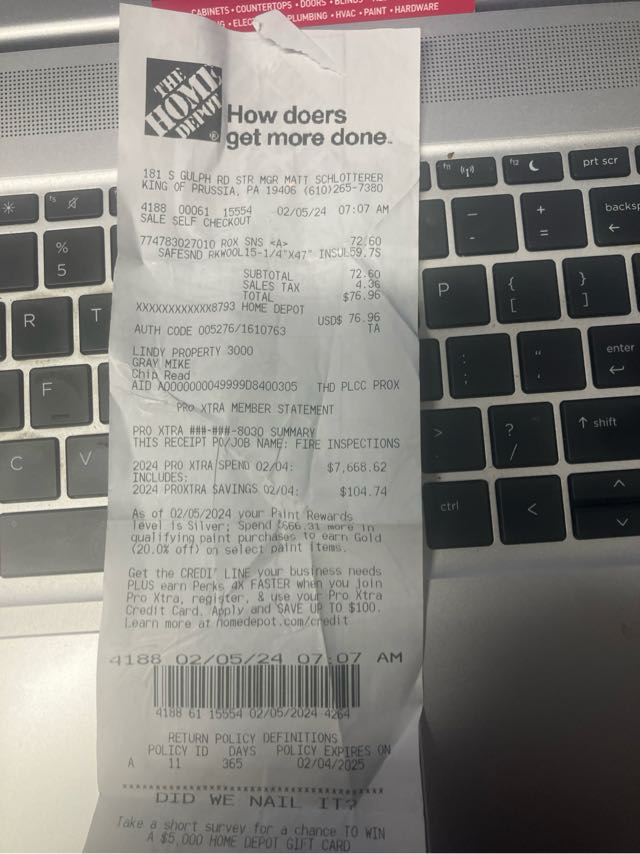 CABINETS • COUNTERTOPS • DOORS • BLINDS
PLUMBING • HVAC • PAINT • HARDWARE
THE HOME DEPOT
How doers
get more done.
181 S GULPH RD STR MGR MATT SCHLOTTERER
KING OF PRUSSIA, PA 19406 (610)265-7380
4188 00061 15554 02/05/24 07:07 AM
SALE SELF CHECKOUT
774783027010 ROX SNS <A> 72.60
SAFESND RKWOOL15-1/4"X47" INSUL59.7S
SUBTOTAL 72.60
SALES TAX 4.36
TOTAL $76.96
XXXXXXXXXXXX8793 HOME DEPOT
USD$ 76.96
AUTH CODE 005276/1610763 TA
LINDY PROPERTY 3000
GRAY MIKE
Chip Read
AID A0000000049999D8400305 THD PLCC PROX
PRO XTRA MEMBER STATEMENT
PRO XTRA ###-###-8030 SUMMARY
THIS RECEIPT PO/JOB NAME: FIRE INSPECTIONS
2024 PRO XTRA SPEND 02/04: $7,668.62
INCLUDES:
2024 PROXTRA SAVINGS 02/04: $104.74
As of 02/05/2024 your Paint Rewards
level is Silver; Spend $666.31 more in
qualifying paint purchases to earn Gold
(20.0% off) on select paint items.
Get the CREDIT LINE your business needs
PLUS earn Perks 4X FASTER when you join
Pro Xtra, register, & use your Pro Xtra
Credit Card. Apply and SAVE UP TO $100.
Learn more at homedepot.com/credit
4188 02/05/24 07:07 AM
4188 61 15554 02/05/2024 4264
RETURN POLICY DEFINITIONS
POLICY ID DAYS POLICY EXPIRES ON
A 11 365 02/04/2025
DID WE NAIL IT?
Take a short survey for a chance TO WIN
A $5,000 HOME DEPOT GIFT CARD
f5
%
5
R
T
F
C
V
f11
f12
prt scr
-
+
=
backsp
P
{
[
}
]
:
;
"
enter
>
?
/
shift
ctrl
<